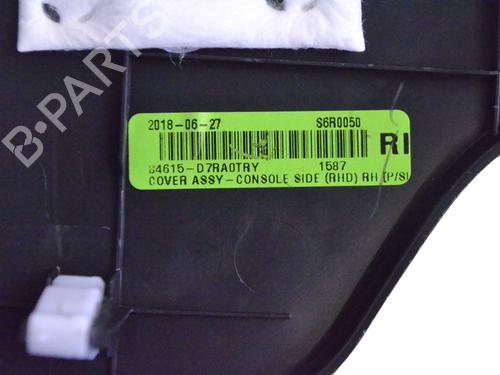 2018-06-27 S6R0050
84615-D7RA0TRY 1587
COVER ASSY-CONSOLE SIDE (RHD) RH (P/S)
RI
B-PARTS